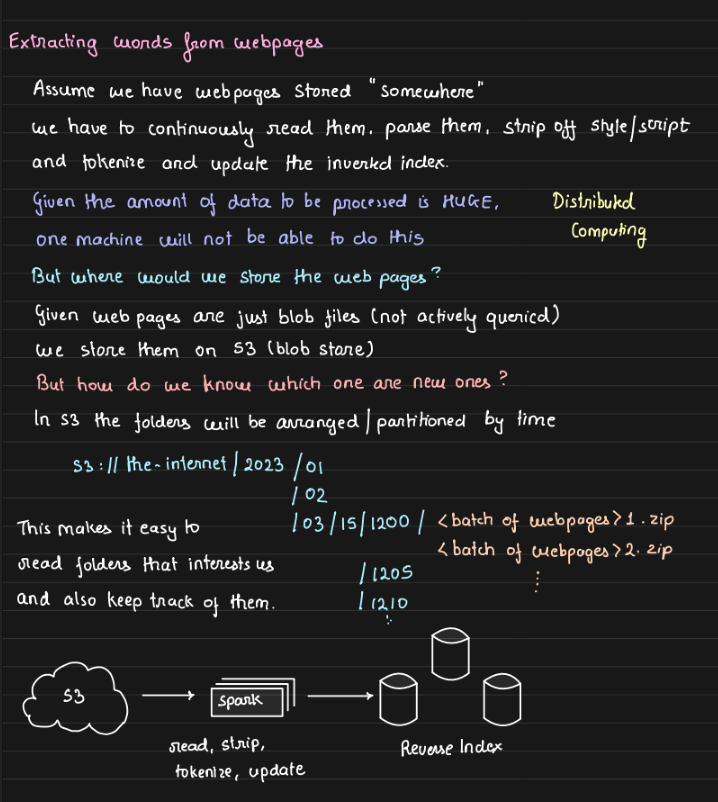 Extracting words from webpages
Assume we have webpages stored "somewhere"
we have to continuously read them, parse them, strip off style/script
and tokenize and update the inverted index.
Given the amount of data to be processed is HUGE,
one machine will not be able to do this
Distributed
Computing
But where would we store the web pages?
Given web pages are just blob files (not actively queried)
we store them on S3 (blob store)
But how do we know which one are new ones?
In S3 the folders will be arranged/partitioned by time
S3://the-internet/2023/01
/02
/03/15/1200/ <batch of webpages>1.zip
<batch of webpages>2.zip
⋮
/1205
/1210
⋮
This makes it easy to
read folders that interests us
and also keep track of them.
S3
Spark
read, strip,
tokenize, update
Reverse Index